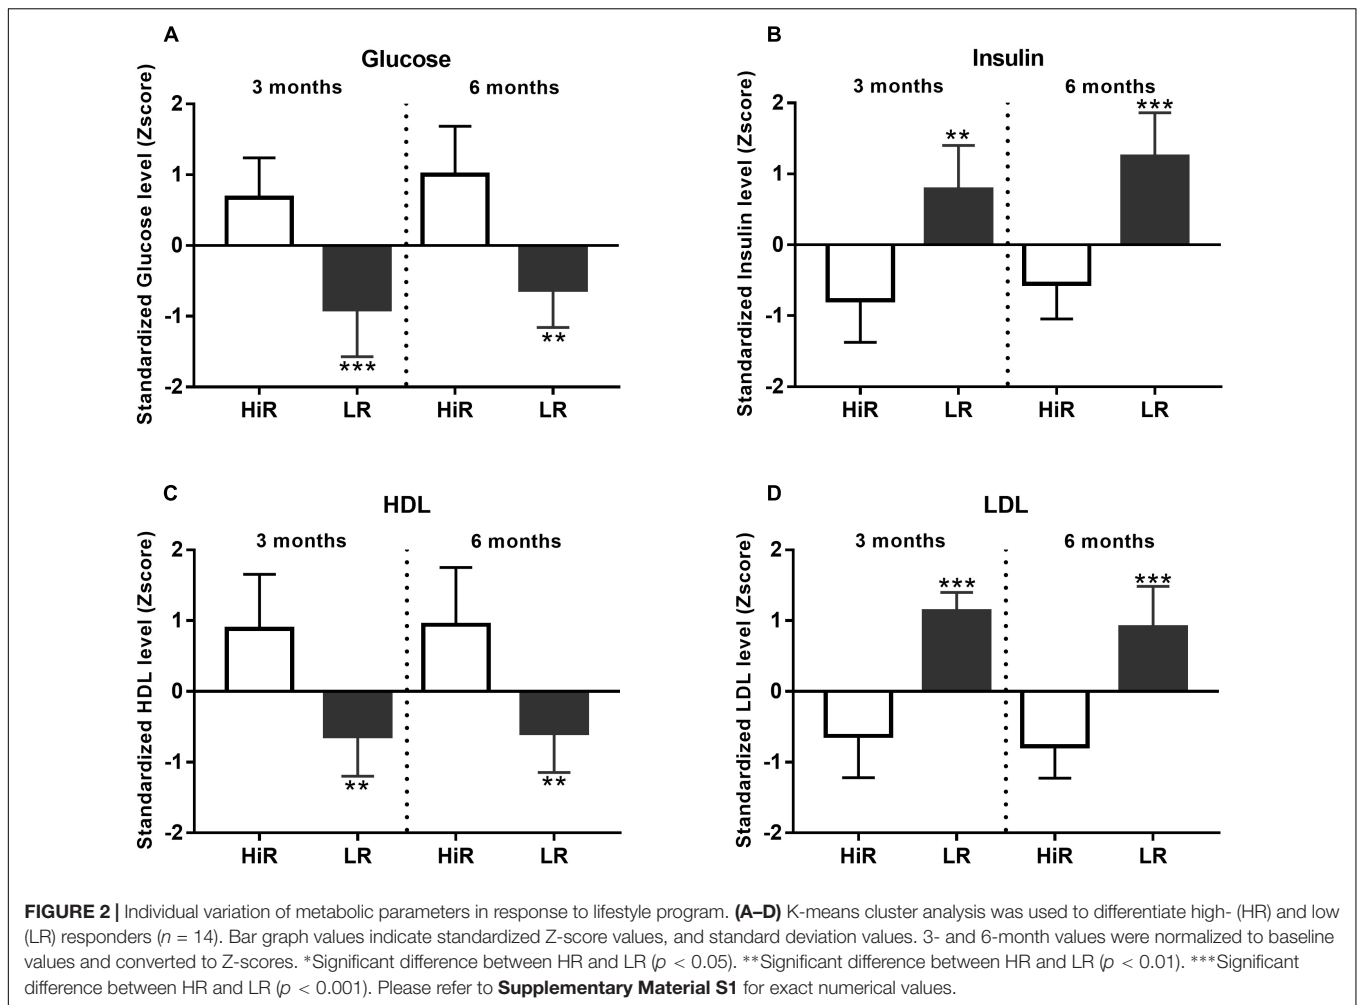 A
Glucose
3 months
6 months
Standardized Glucose level (Zscore)
2
1
0
-1
-2
***
**
HiR
LR
HiR
LR
B
Insulin
3 months
6 months
Standardized Insulin level (Zscore)
2
1
0
-1
-2
**
***
HiR
LR
HiR
LR
C
HDL
3 months
6 months
Standardized HDL level (Zscore)
2
1
0
-1
-2
**
**
HiR
LR
HiR
LR
D
LDL
3 months
6 months
Standardized LDL level (Zscore)
2
1
0
-1
-2
***
***
HiR
LR
HiR
LR
FIGURE 2 | Individual variation of metabolic parameters in response to lifestyle program. (A–D) K-means cluster analysis was used to differentiate high- (HR) and low
(LR) responders (n = 14). Bar graph values indicate standardized Z-score values, and standard deviation values. 3- and 6-month values were normalized to baseline
values and converted to Z-scores. *Significant difference between HR and LR (p < 0.05). **Significant difference between HR and LR (p < 0.01). ***Significant
difference between HR and LR (p < 0.001). Please refer to Supplementary Material S1 for exact numerical values.